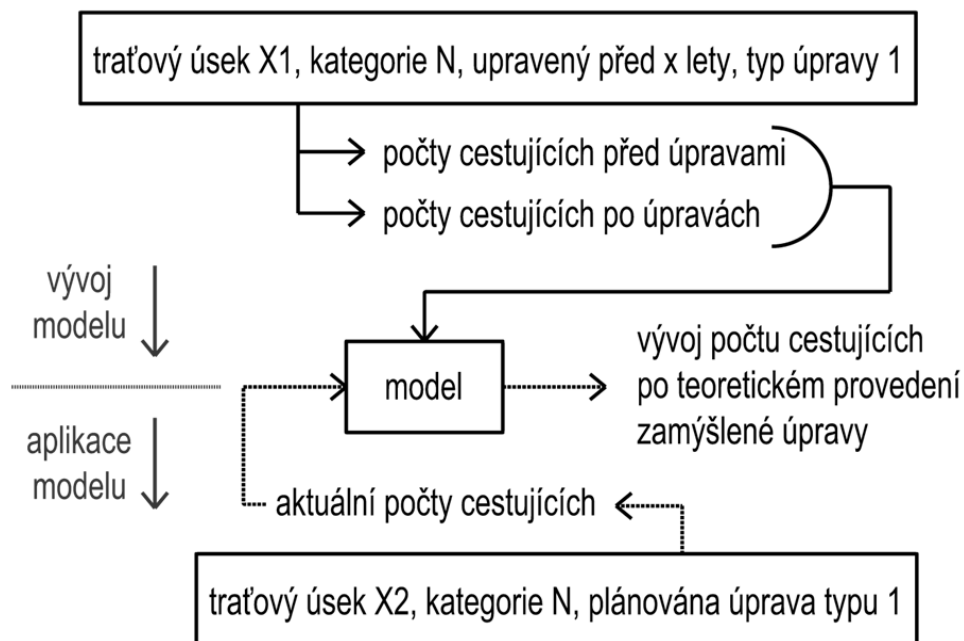 traťový úsek X1, kategorie N, upravený před x lety, typ úpravy 1
počty cestujících před úpravami
počty cestujících po úpravách
vývoj
modelu
model
vývoj počtu cestujících
po teoretickém provedení
zamýšlené úpravy
aplikace
modelu
aktuální počty cestujících
traťový úsek X2, kategorie N, plánována úprava typu 1